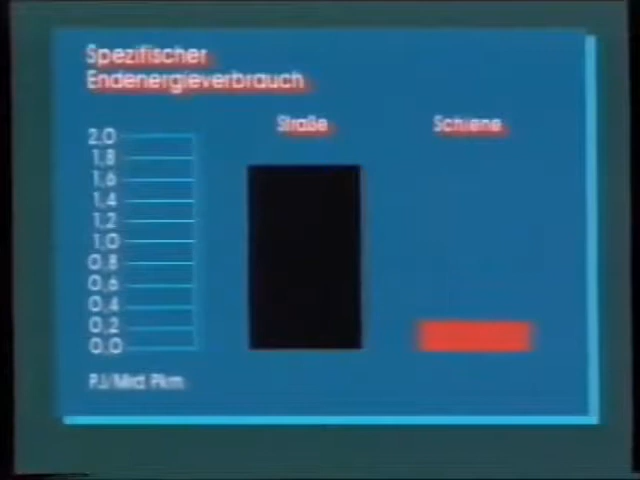 Spezifischer
Endenergieverbrauch
Straße
Schiene
2,0
1,8
1,6
1,4
1,2
1,0
0,8
0,6
0,4
0,2
0,0
PJ/Mrd Pkm